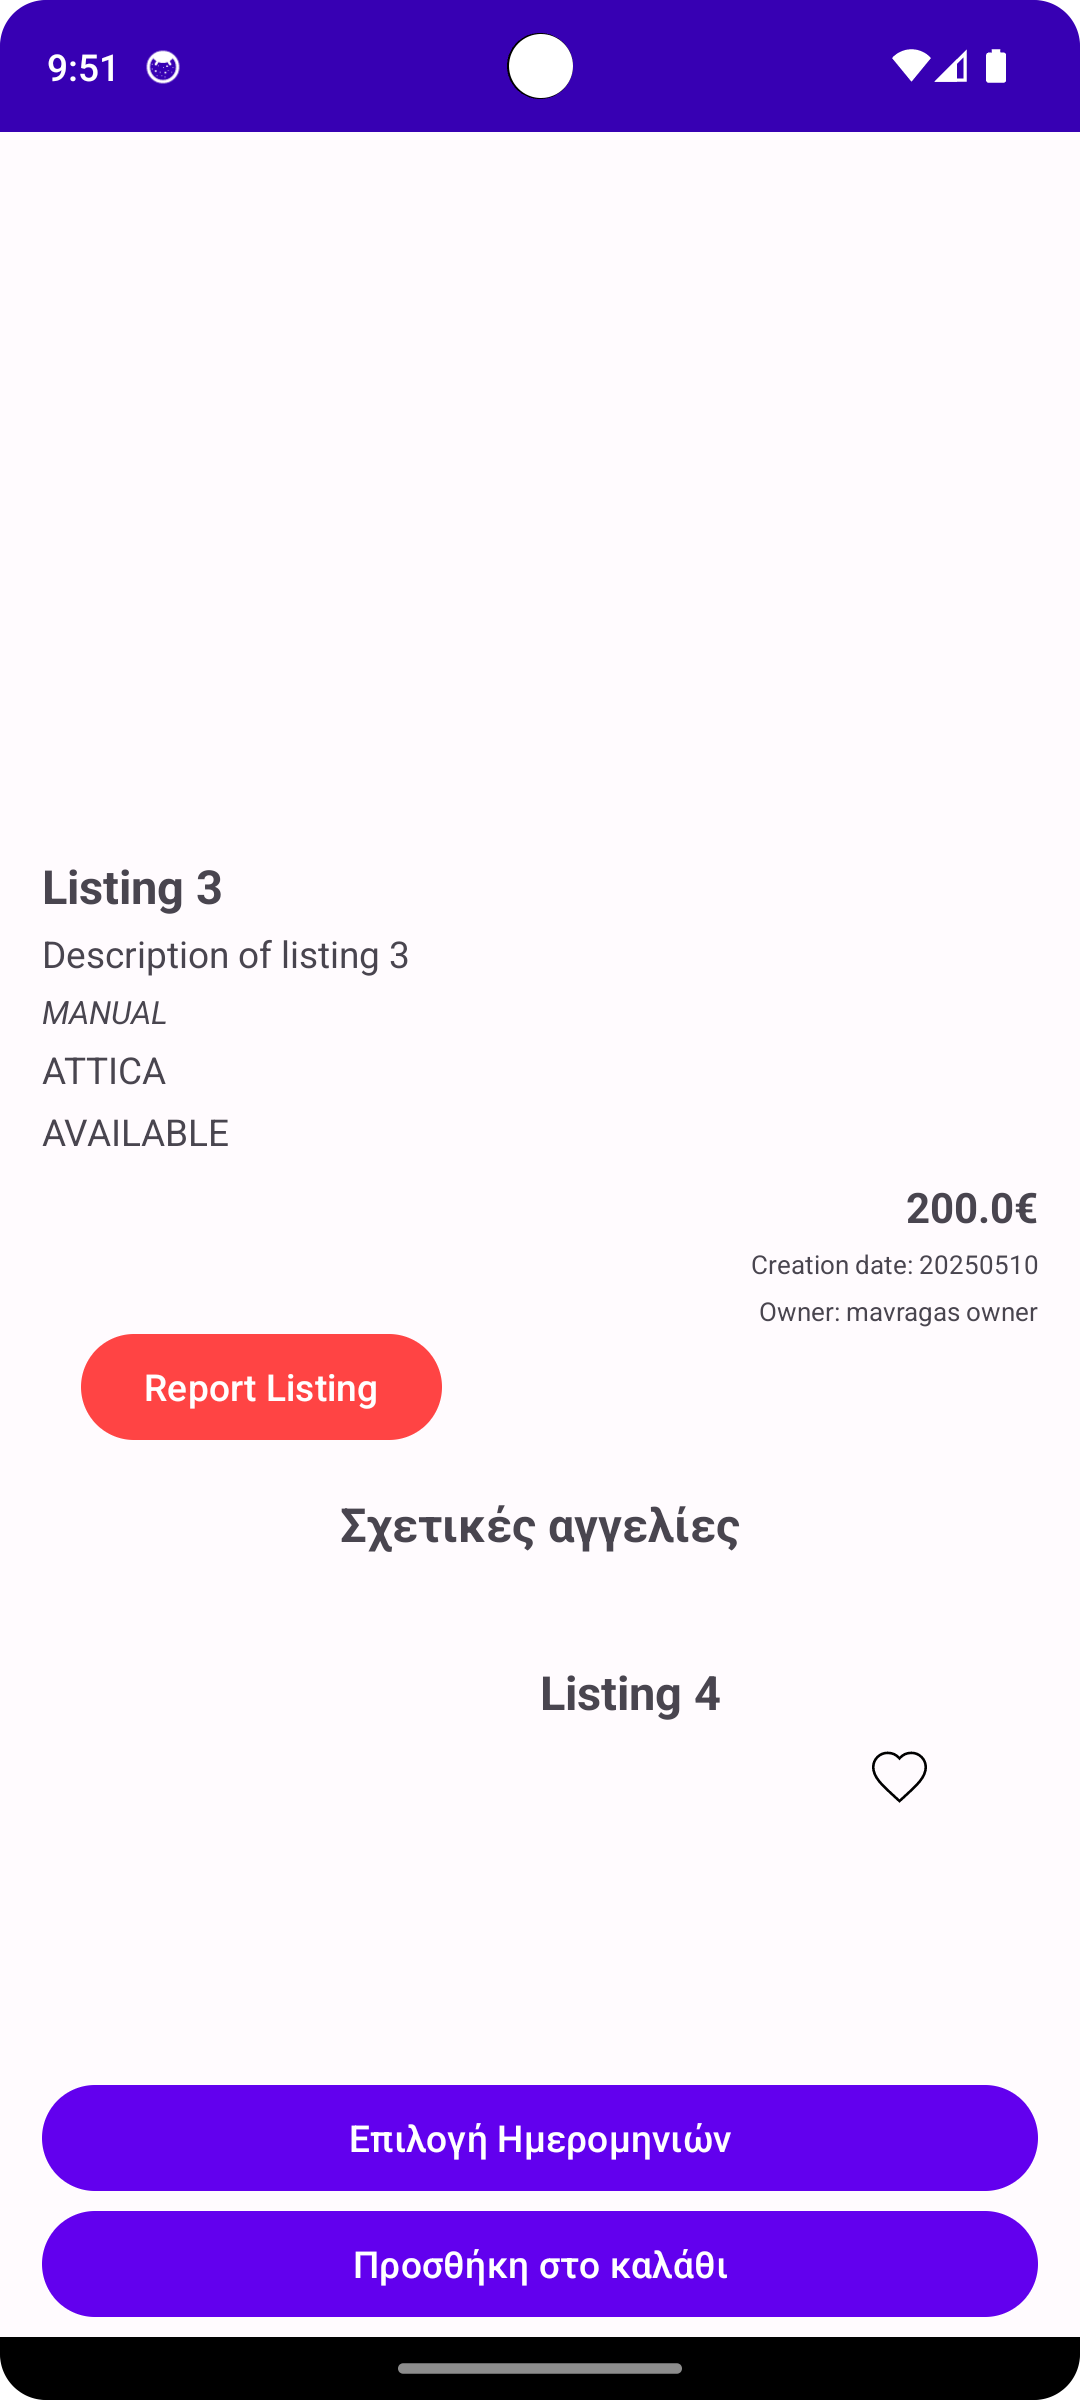 9:51
Listing 3
Description of listing 3
MANUAL
ATTICA
AVAILABLE
200.0€
Creation date: 20250510
Owner: mavragas owner
Report Listing
Σχετικές αγγελίες
Listing 4
Επιλογή Ημερομηνιών
Προσθήκη στο καλάθι